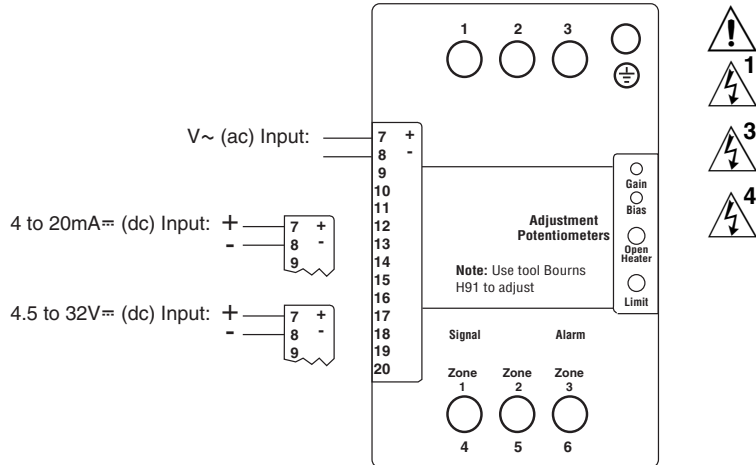 1 2 3
1
3
4
V~ (ac) Input:
7 +
8 -
9
10
11
12
13
14
15
16
17
18
19
20
4 to 20mA⎓ (dc) Input: +
-
7 +
8 -
9
4.5 to 32V⎓ (dc) Input: +
-
7 +
8 -
9
Gain
Bias
Open
Heater
Limit
Adjustment
Potentiometers
Note: Use tool Bourns
H91 to adjust
Signal Alarm
Zone Zone Zone
1 2 3
4 5 6